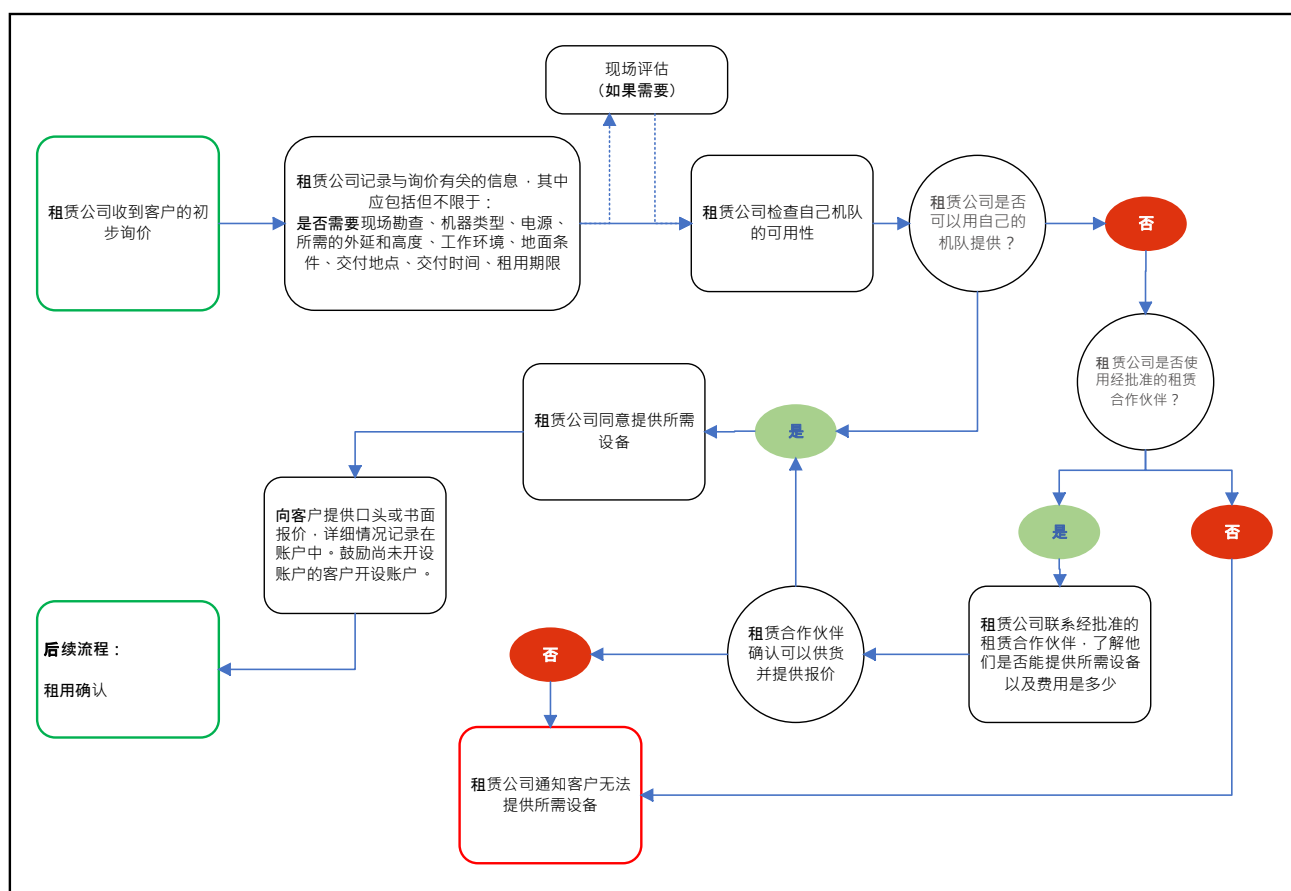 现场评估
（如果需要）
租赁公司收到客户的初
步询价
租赁公司记录与询价有关的信息，其中
应包括但不限于：
是否需要现场勘查、机器类型、电源、
所需的外延和高度、工作环境、地面条
件、交付地点、交付时间、租用期限
租赁公司检查自己机队
的可用性
租赁公司是否
可以用自己的
机队提供？
否
租赁公司是否使
用经批准的租赁
合作伙伴？
租赁公司同意提供所需
设备
是
向客户提供口头或书面
报价，详细情况记录在
账户中。鼓励尚未开设
账户的客户开设账户。
是
否
后续流程：
租用确认
否
租赁合作伙伴
确认可以供货
并提供报价
租赁公司联系经批准的
租赁合作伙伴，了解他
们是否能提供所需设备
以及费用是多少
租赁公司通知客户无法
提供所需设备